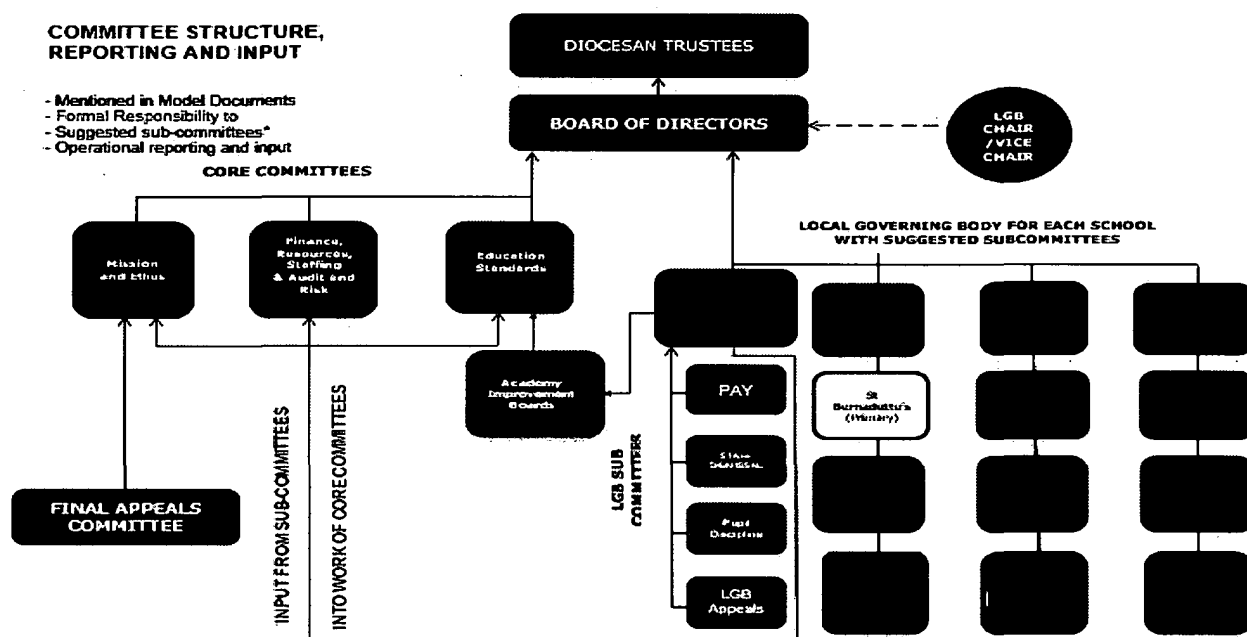 COMMITTEE STRUCTURE,
REPORTING AND INPUT
- Mentioned in Model Documents
- Formal Responsibility to
- Suggested sub-committees*
- Operational reporting and input
DIOCESAN TRUSTEES
BOARD OF DIRECTORS
LGB
CHAIR
/VICE
CHAIR
CORE COMMITTEES
Mission
and Ethos
Finance,
Resources,
Staffing
& Audit and
Risk
Education
Standards
LOCAL GOVERNING BODY FOR EACH SCHOOL
WITH SUGGESTED SUBCOMMITTEES
Academy
Improvement
Boards
FINAL APPEALS
COMMITTEE
INPUT FROM SUB-COMMITTEES
INTO WORK OF CORE COMMITTEES
LGB SUB
COMMITTEES
PAY
Pupil
Discipline
LGB
Appeals
St
Bernadette's
(Primary)